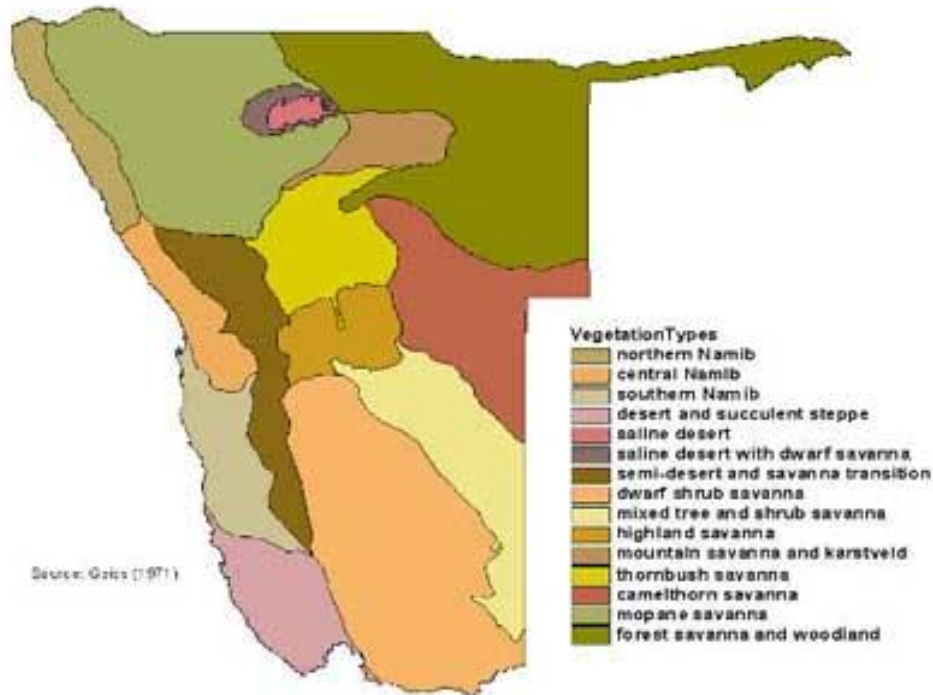 VegetationTypes
northern Namib
central Namib
southern Namib
desert and succulent steppe
saline desert
saline desert with dwarf savanna
semi-desert and savanna transition
dwarf shrub savanna
mixed tree and shrub savanna
highland savanna
mountain savanna and karstveld
thornbush savanna
camelthorn savanna
mopane savanna
forest savanna and woodland
Source: Geiss (1971)